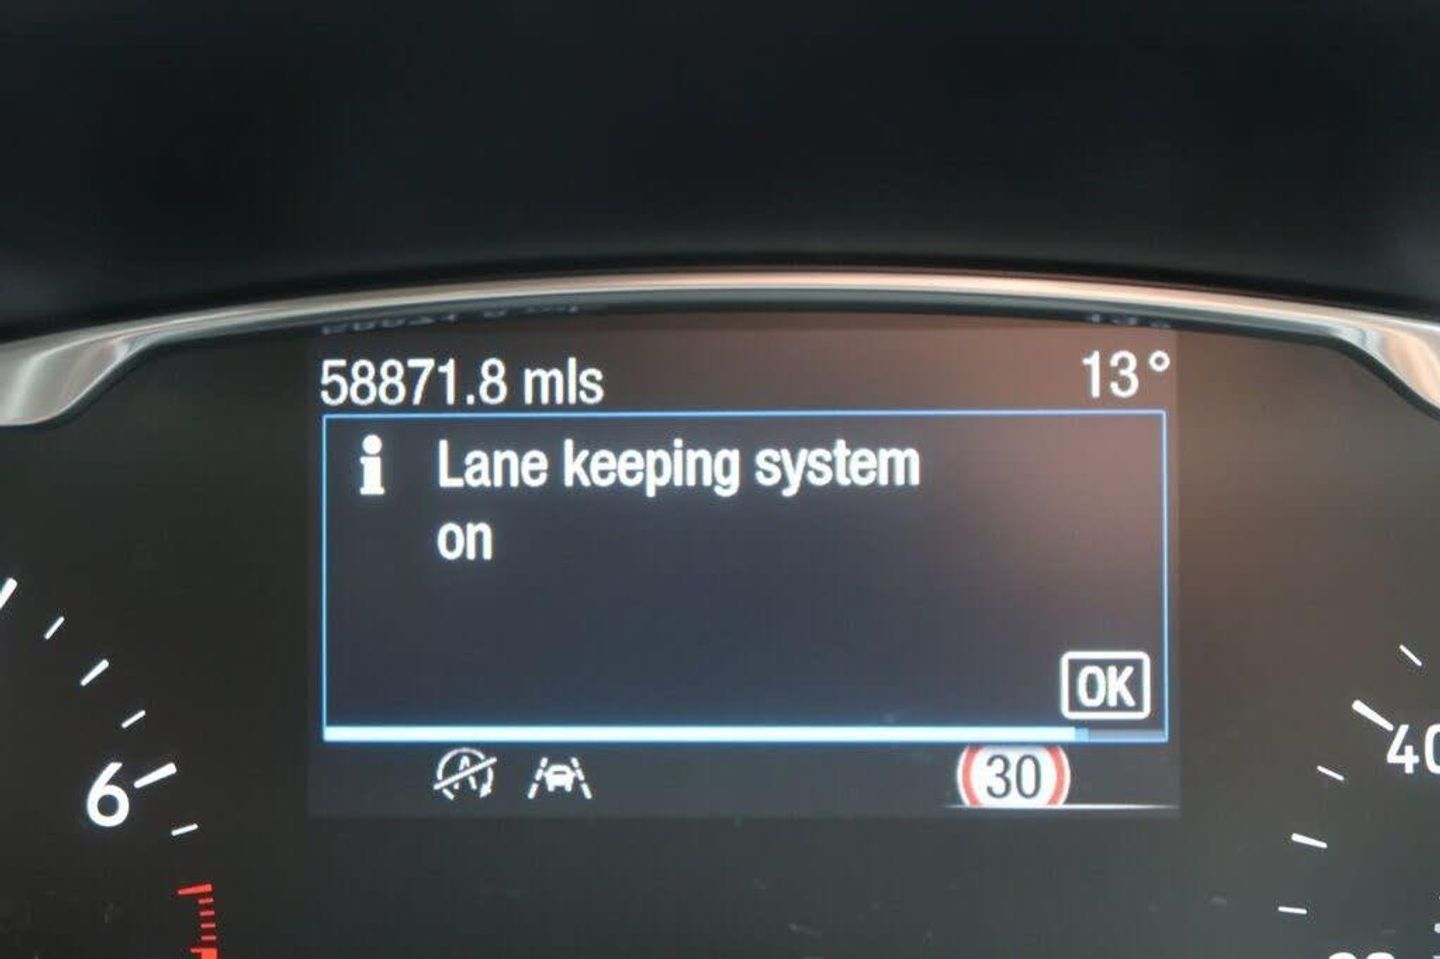 58871.8 mls 13°
i Lane keeping system
on
OK
A
30
6
40